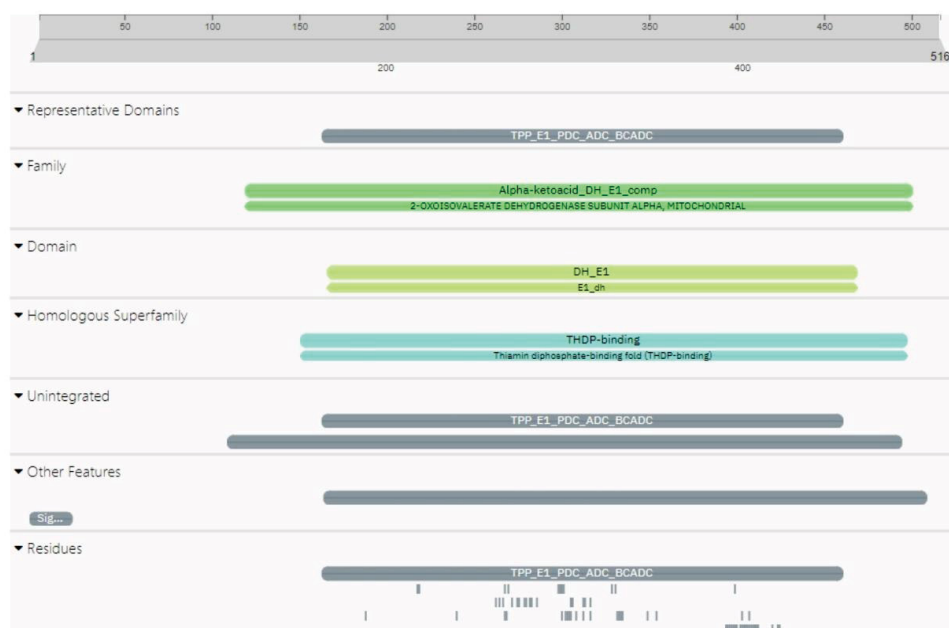 50 100 150 200 250 300 350 400 450 500
1 516
200 400
Representative Domains
TPP_E1_PDC_ADC_BCADC
Family
Alpha-ketoacid_DH_E1_comp
2-OXOISOVALERATE DEHYDROGENASE SUBUNIT ALPHA, MITOCHONDRIAL
Domain
DH_E1
E1_dh
Homologous Superfamily
THDP-binding
Thiamin diphosphate-binding fold (THDP-binding)
Unintegrated
TPP_E1_PDC_ADC_BCADC
Other Features
Sig...
Residues
TPP_E1_PDC_ADC_BCADC